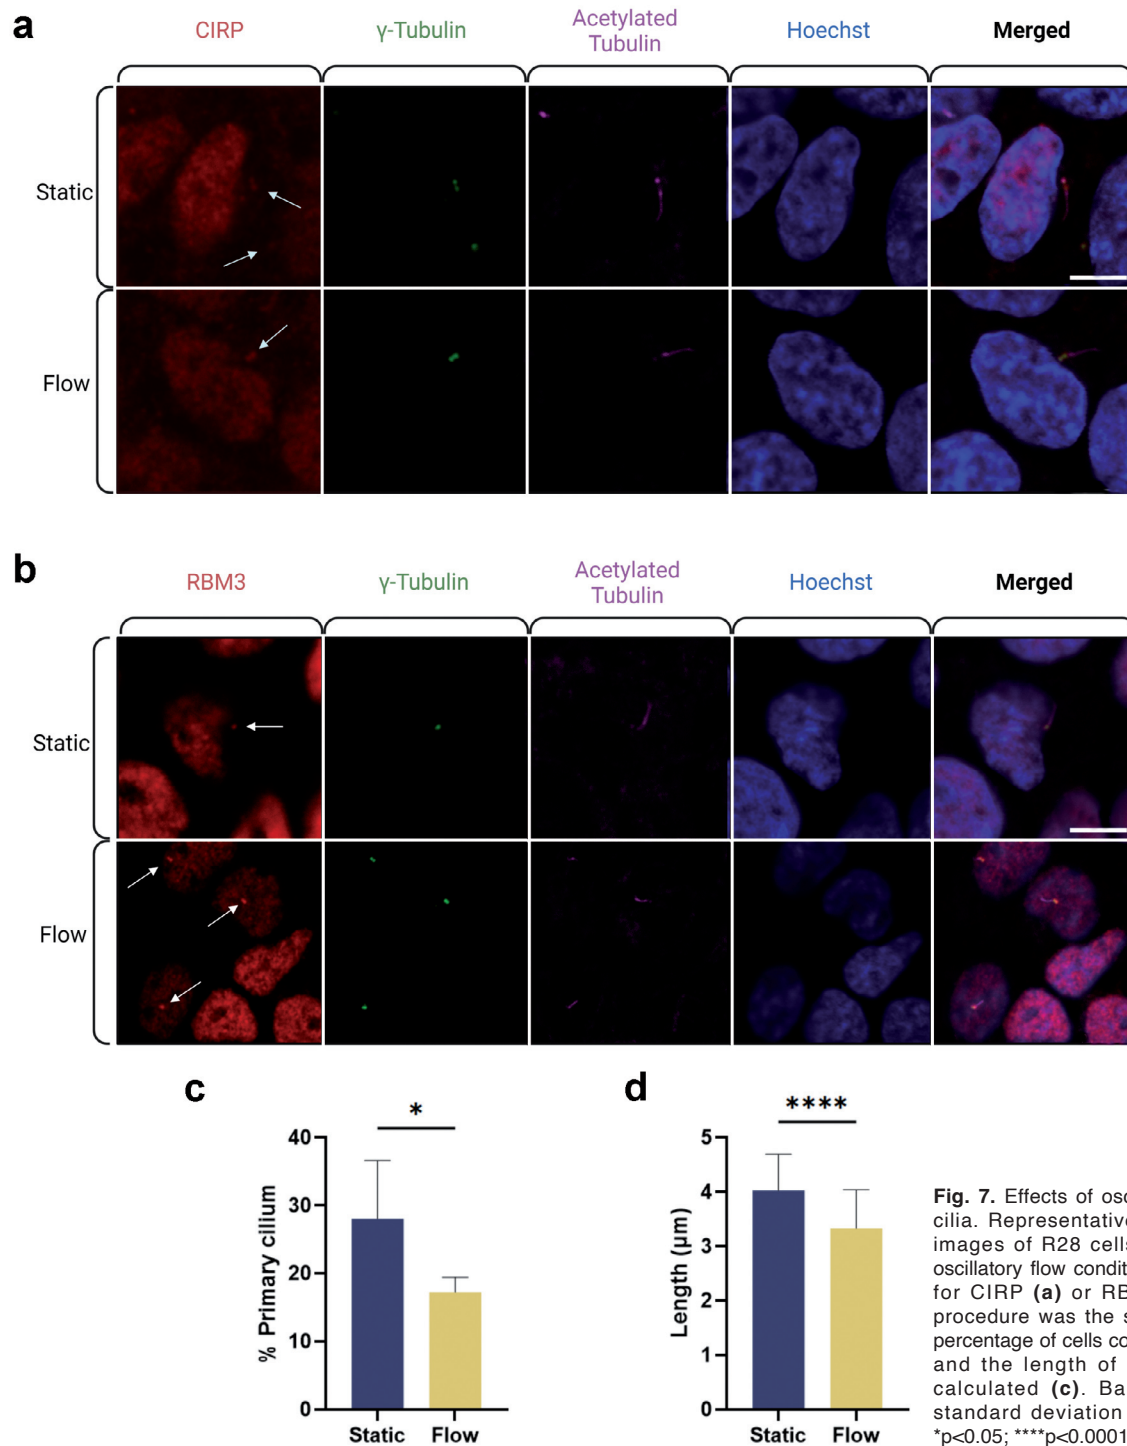 a
CIRP
γ-Tubulin
Acetylated
Tubulin
Hoechst
Merged
Static
Flow
b
RBM3
γ-Tubulin
Acetylated
Tubulin
Hoechst
Merged
Static
Flow
c
*
40
30
20
10
0
% Primary cilium
Static
Flow
d
****
5
4
3
2
1
0
Length (μm)
Static
Flow
Fig. 7. Effects of
cilia. Representative
images of R28 cells
oscillatory flow
for CIRP (a) or
procedure was the
percentage of cells
and the length of
calculated (c).
standard deviation
*p<0.05; ****p<0.0001